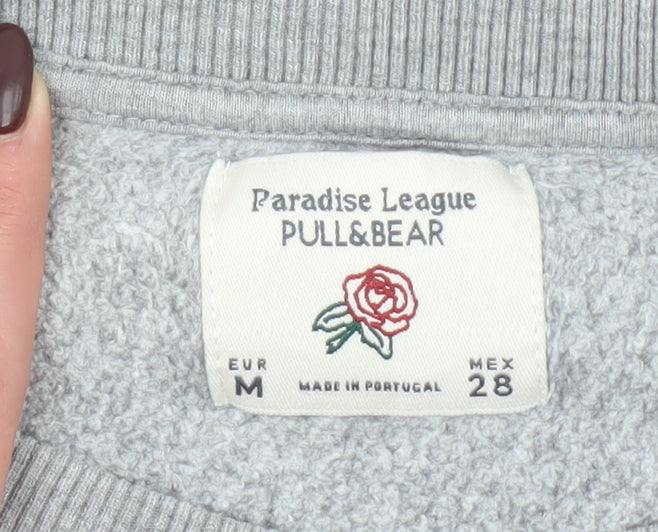 Paradise League
PULL&BEAR
EUR MEX
M MADE IN PORTUGAL 28